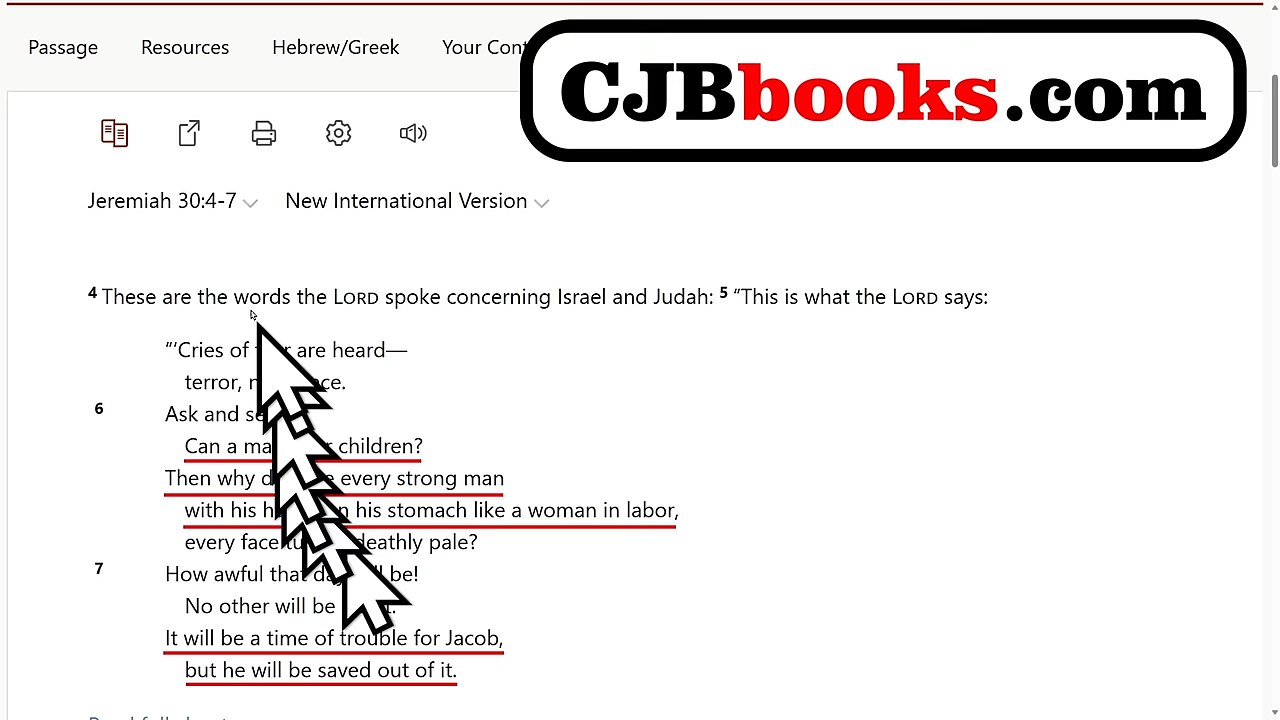 Passage Resources Hebrew/Greek Your Cont
CJBbooks.com
Jeremiah 30:4-7 New International Version
4 These are the words the LORD spoke concerning Israel and Judah: 5 “This is what the LORD says:
“‘Cries of are heard—
terror,
6 Ask and
Can a children?
Then why every strong man
with his his stomach like a woman in labor,
every face deathly pale?
7 How awful that be!
No other will be
It will be a time of trouble for Jacob,
but he will be saved out of it.